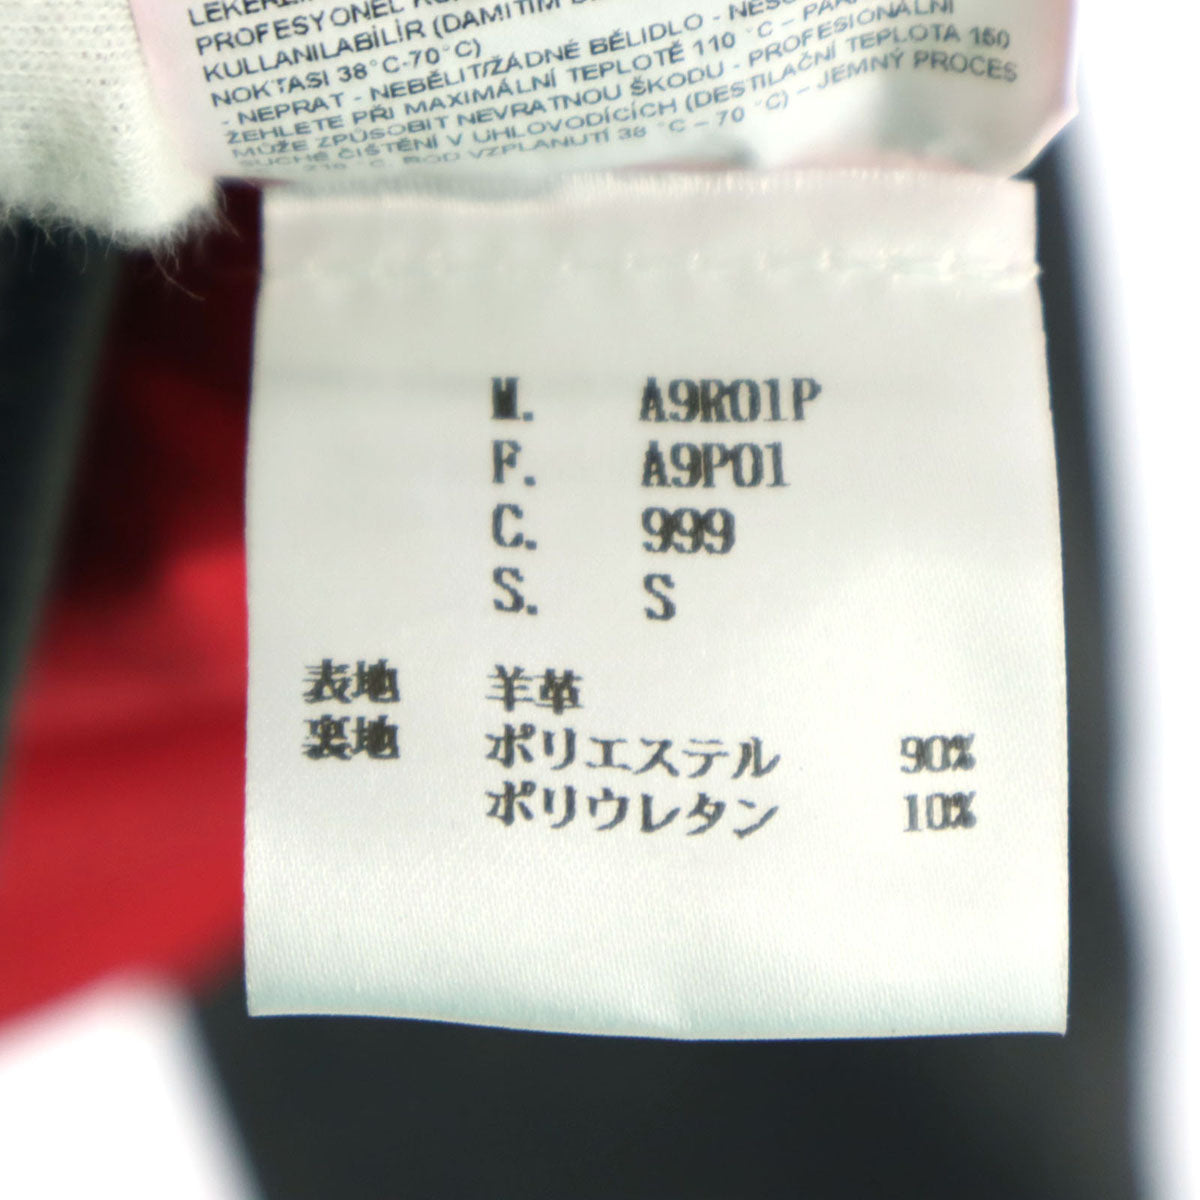 PROFESYONEL
KULLANILABİLİR (DAMITIM
NOKTASI 38°C-70°C)
- NEPRAT - NEBĚLIT/ŽÁDNÉ BĚLIDLO -
ŽEHLETE PŘI MAXIMÁLNÍ TEPLOTĚ 110 °C –
MŮŽE ZPŮSOBIT NEVRATNOU ŠKODU - PROFESIONÁLNÍ
SUCHÉ ČIŠTĚNÍ V UHLOVODÍCÍCH (DESTILAČNÍ TEPLOTA 150
210 °C, BOD VZPLANUTÍ 38 °C – 70 °C) – JEMNÝ PROCES
M. A9R01P
F. A9P01
C. 999
S. S
表地 羊革
裏地 ポリエステル 90%
ポリウレタン 10%